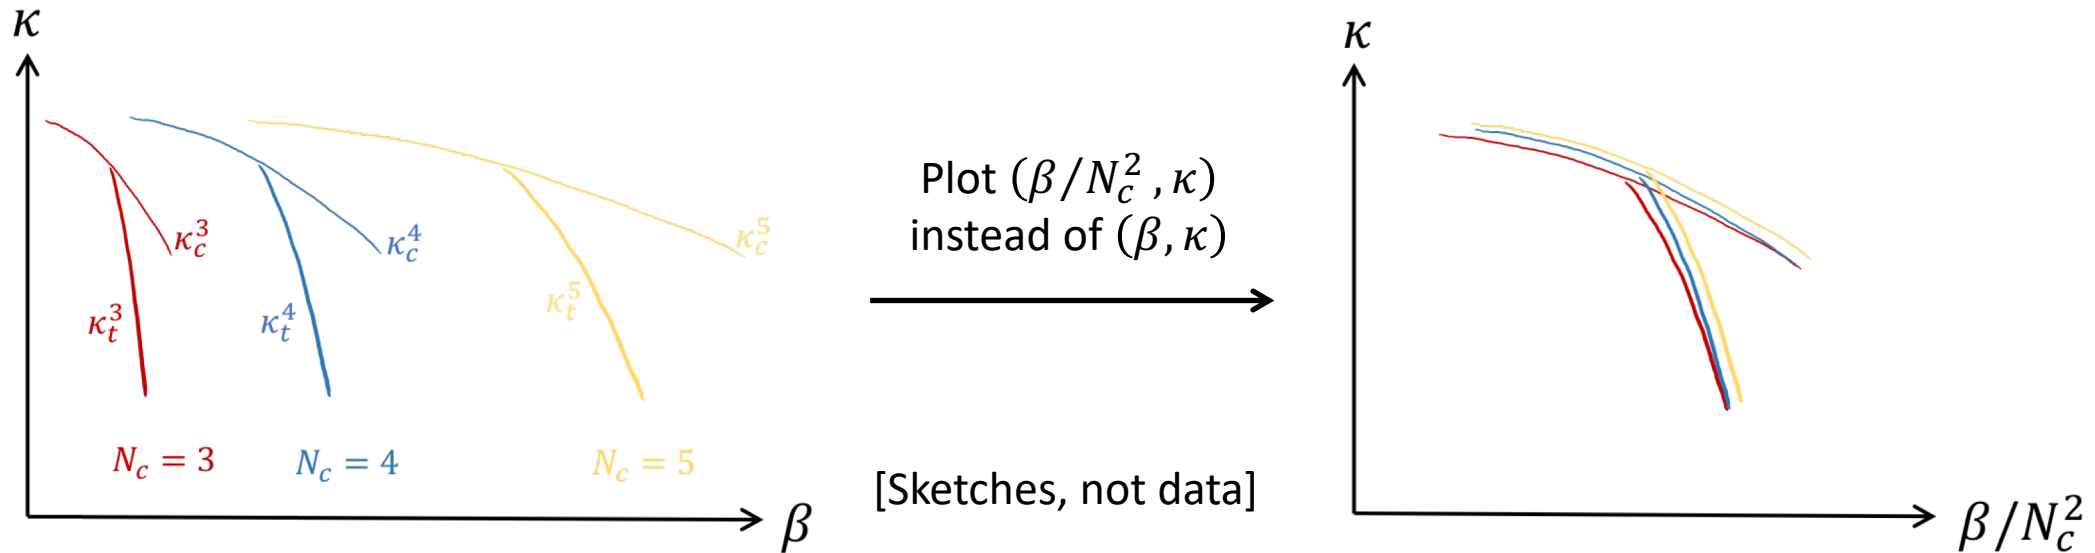 κ
κ_c^3
κ_t^3
N_c = 3
κ_c^4
κ_t^4
N_c = 4
κ_c^5
κ_t^5
N_c = 5
β
Plot (β/N_c^2 , κ)
instead of (β, κ)
[Sketches, not data]
κ
β/N_c^2